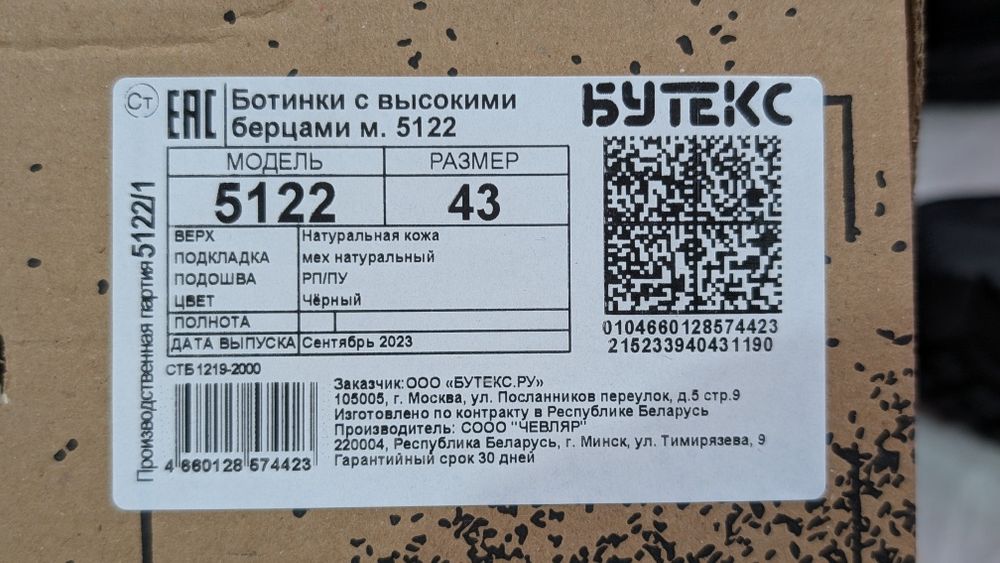 Ст
EAC
Ботинки с высокими
берцами м. 5122
БУТЕКС
МОДЕЛЬ РАЗМЕР
5122 43
ВЕРХ Натуральная кожа
ПОДКЛАДКА мех натуральный
ПОДОШВА РП/ПУ
ЦВЕТ Чёрный
ПОЛНОТА
ДАТА ВЫПУСКА Сентябрь 2023
Производственная партия 5122/1
0104660128574423
215233940431190
СТБ 1219-2000
4 660128 574423
Заказчик: ООО «БУТЕКС.РУ»
105005, г. Москва, ул. Посланников переулок, д.5 стр.9
Изготовлено по контракту в Республике Беларусь
Производитель: СООО "ЧЕВЛЯР"
220004, Республика Беларусь, г. Минск, ул. Тимирязева, 9
Гарантийный срок 30 дней